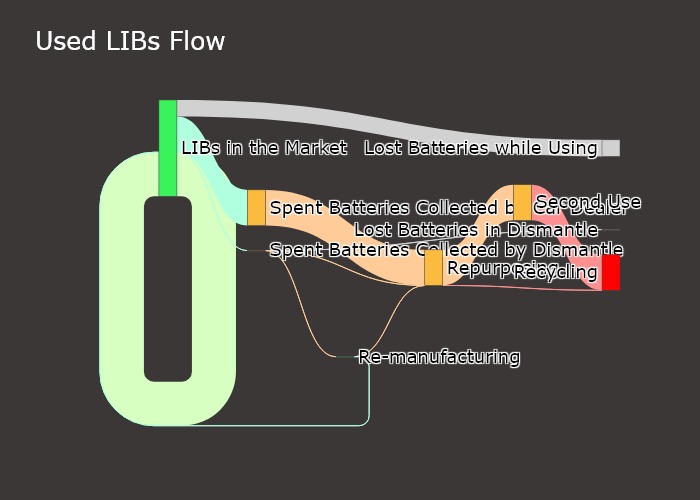 Used LIBs Flow
LIBs in the Market
Lost Batteries while Using
Spent Batteries Collected by Car Dealer
Second Use
Lost Batteries in Dismantle
Spent Batteries Collected by Dismantle
Repurposing
Recycling
Re-manufacturing